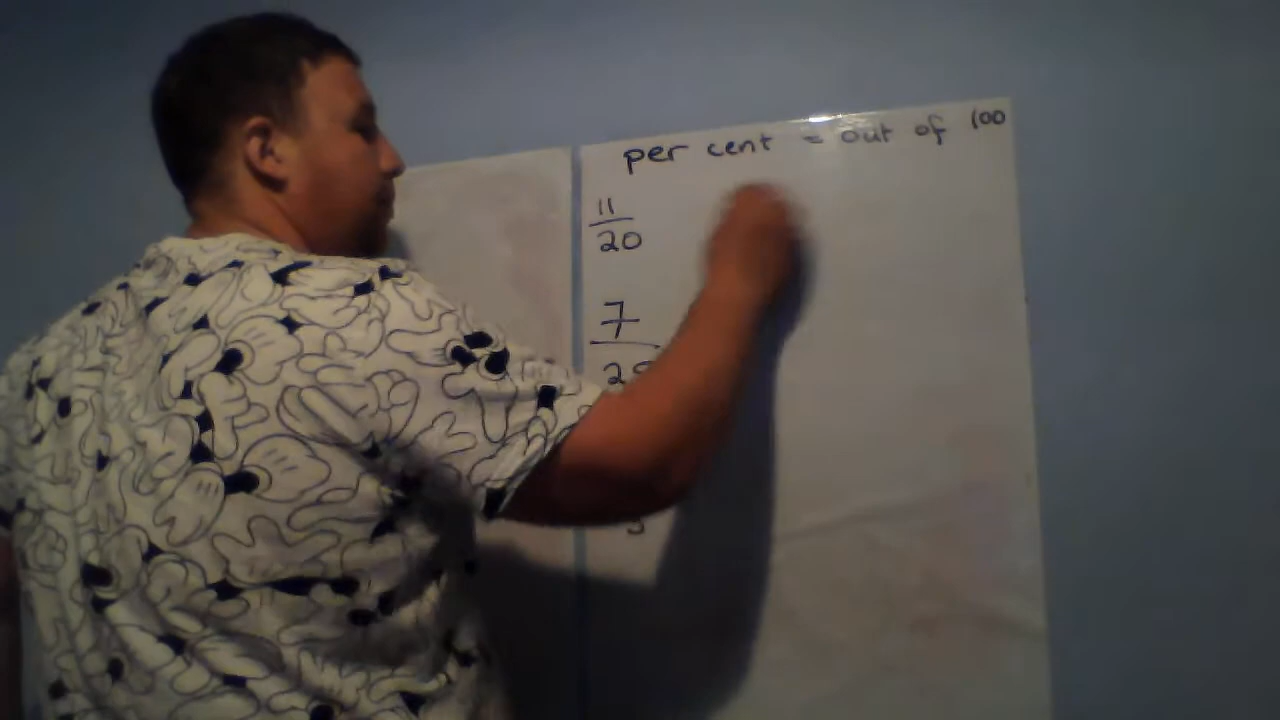 per cent = out of 100
11
20
7